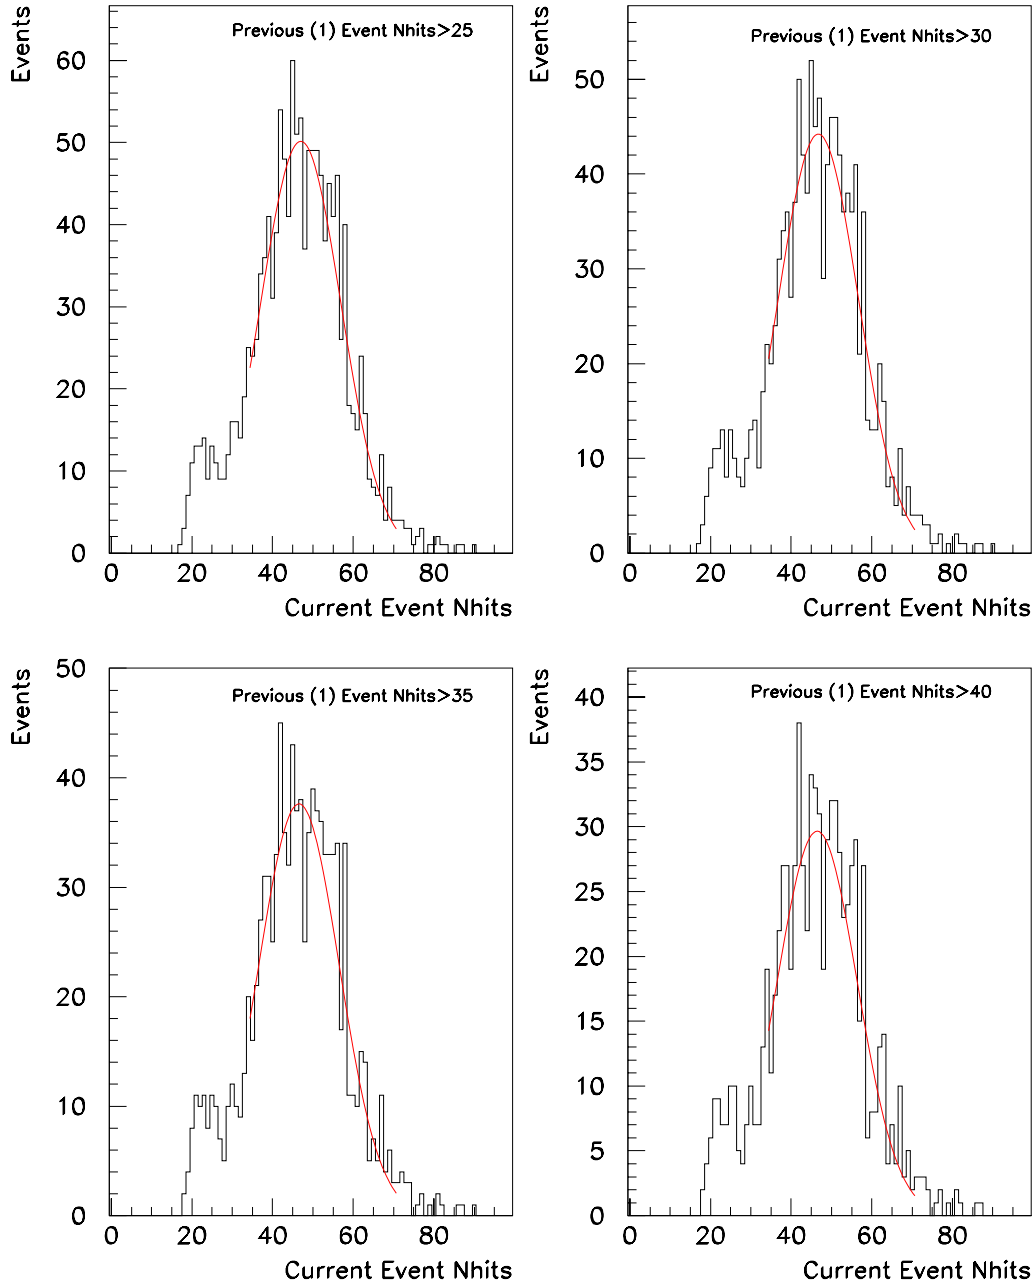 Events
Previous (1) Event Nhits>25
60
50
40
30
20
10
0
0 20 40 60 80
Current Event Nhits
Events
Previous (1) Event Nhits>30
50
40
30
20
10
0
0 20 40 60 80
Current Event Nhits
Events
Previous (1) Event Nhits>35
50
40
30
20
10
0
0 20 40 60 80
Current Event Nhits
Events
Previous (1) Event Nhits>40
40
35
30
25
20
15
10
5
0
0 20 40 60 80
Current Event Nhits